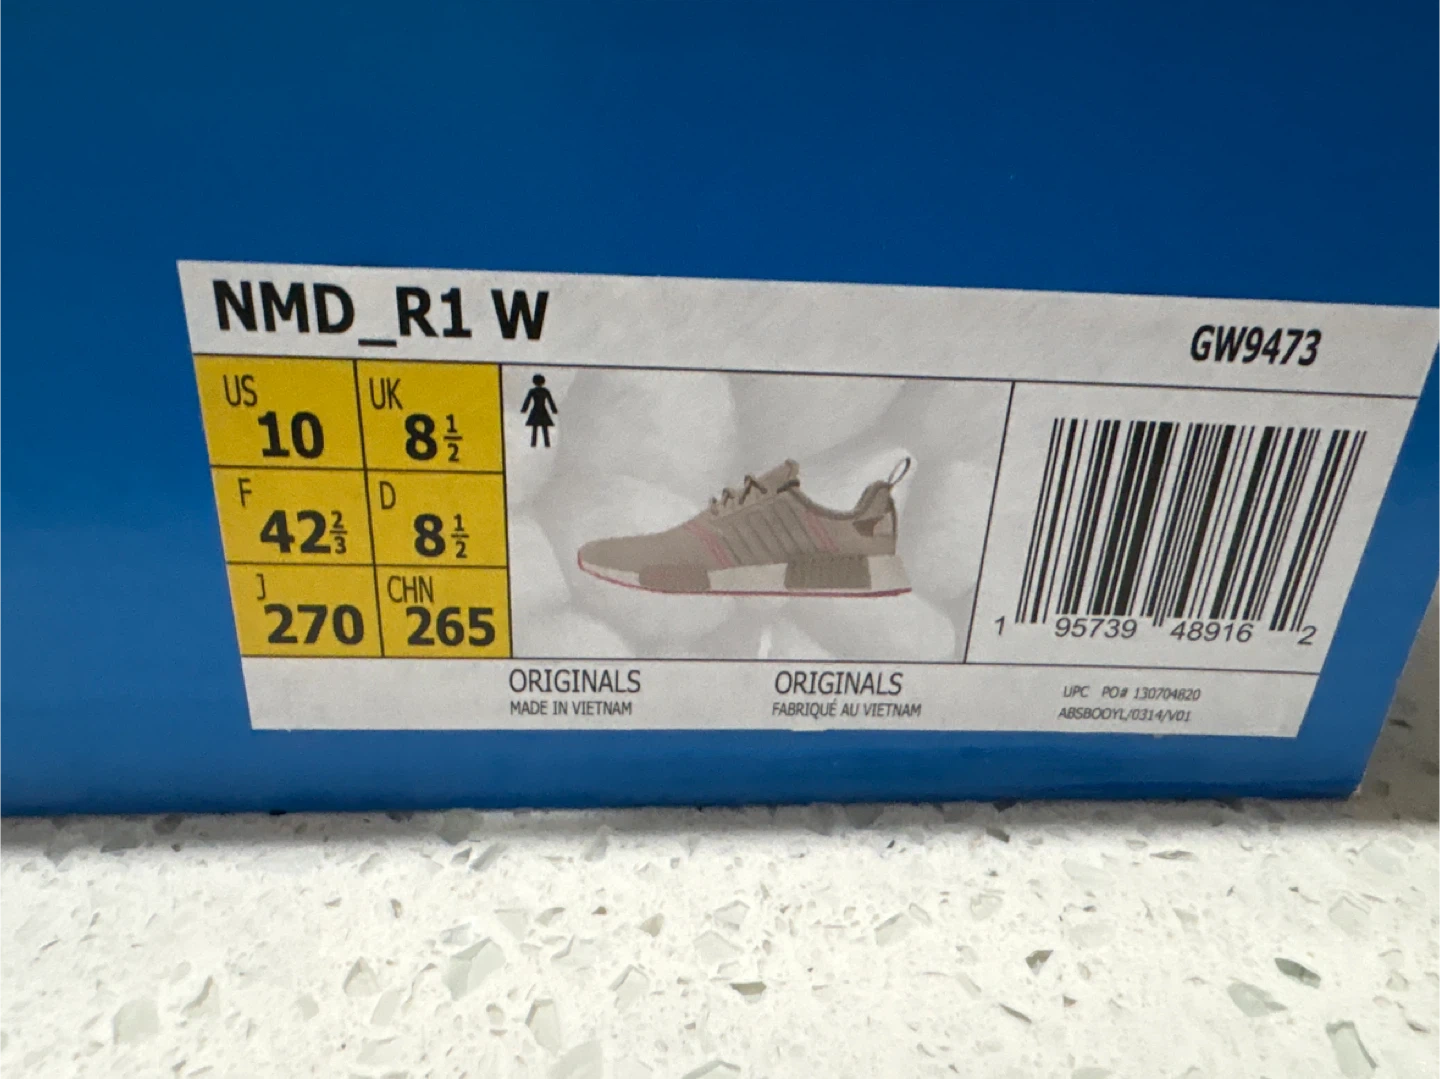 NMD_R1 W
GW9473
US 10
UK 8 1/2
F 42 2/3
D 8 1/2
J 270
CHN 265
1 95739 48916 2
ORIGINALS
MADE IN VIETNAM
ORIGINALS
FABRIQUÉ AU VIETNAM
UPC PO# 130704820
ABSBOOYL/0314/V01